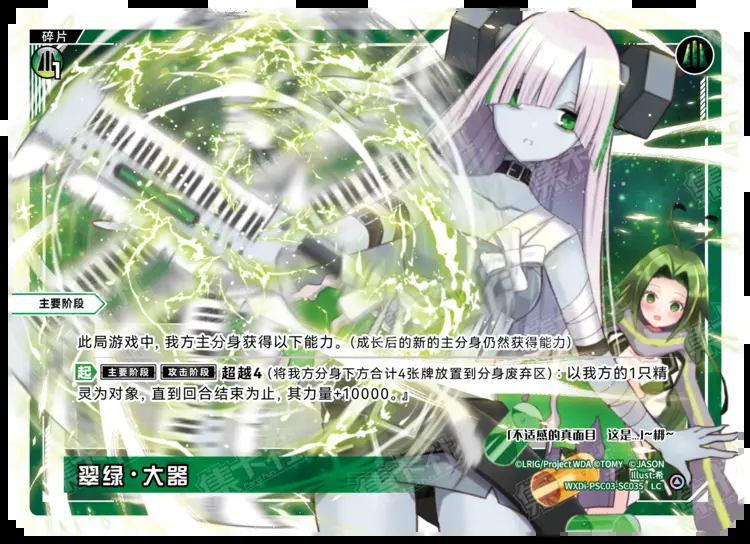 碎片
1
主要阶段
此局游戏中, 我方主分身获得以下能力。(成长后的新的主分身仍然获得能力)
起 主要阶段 攻击阶段 超越4 (将我方分身下方合计4张牌放置到分身废弃区) : 以我方的1只精
灵为对象, 直到回合结束为止, 其力量+10000。』
「不适感的真面目 这是...」~綁~
翠绿·大器
©LRIG/Project WDA ©TOMY ©JASON
Illust:希
WXDi-PSC03-SC035 LC